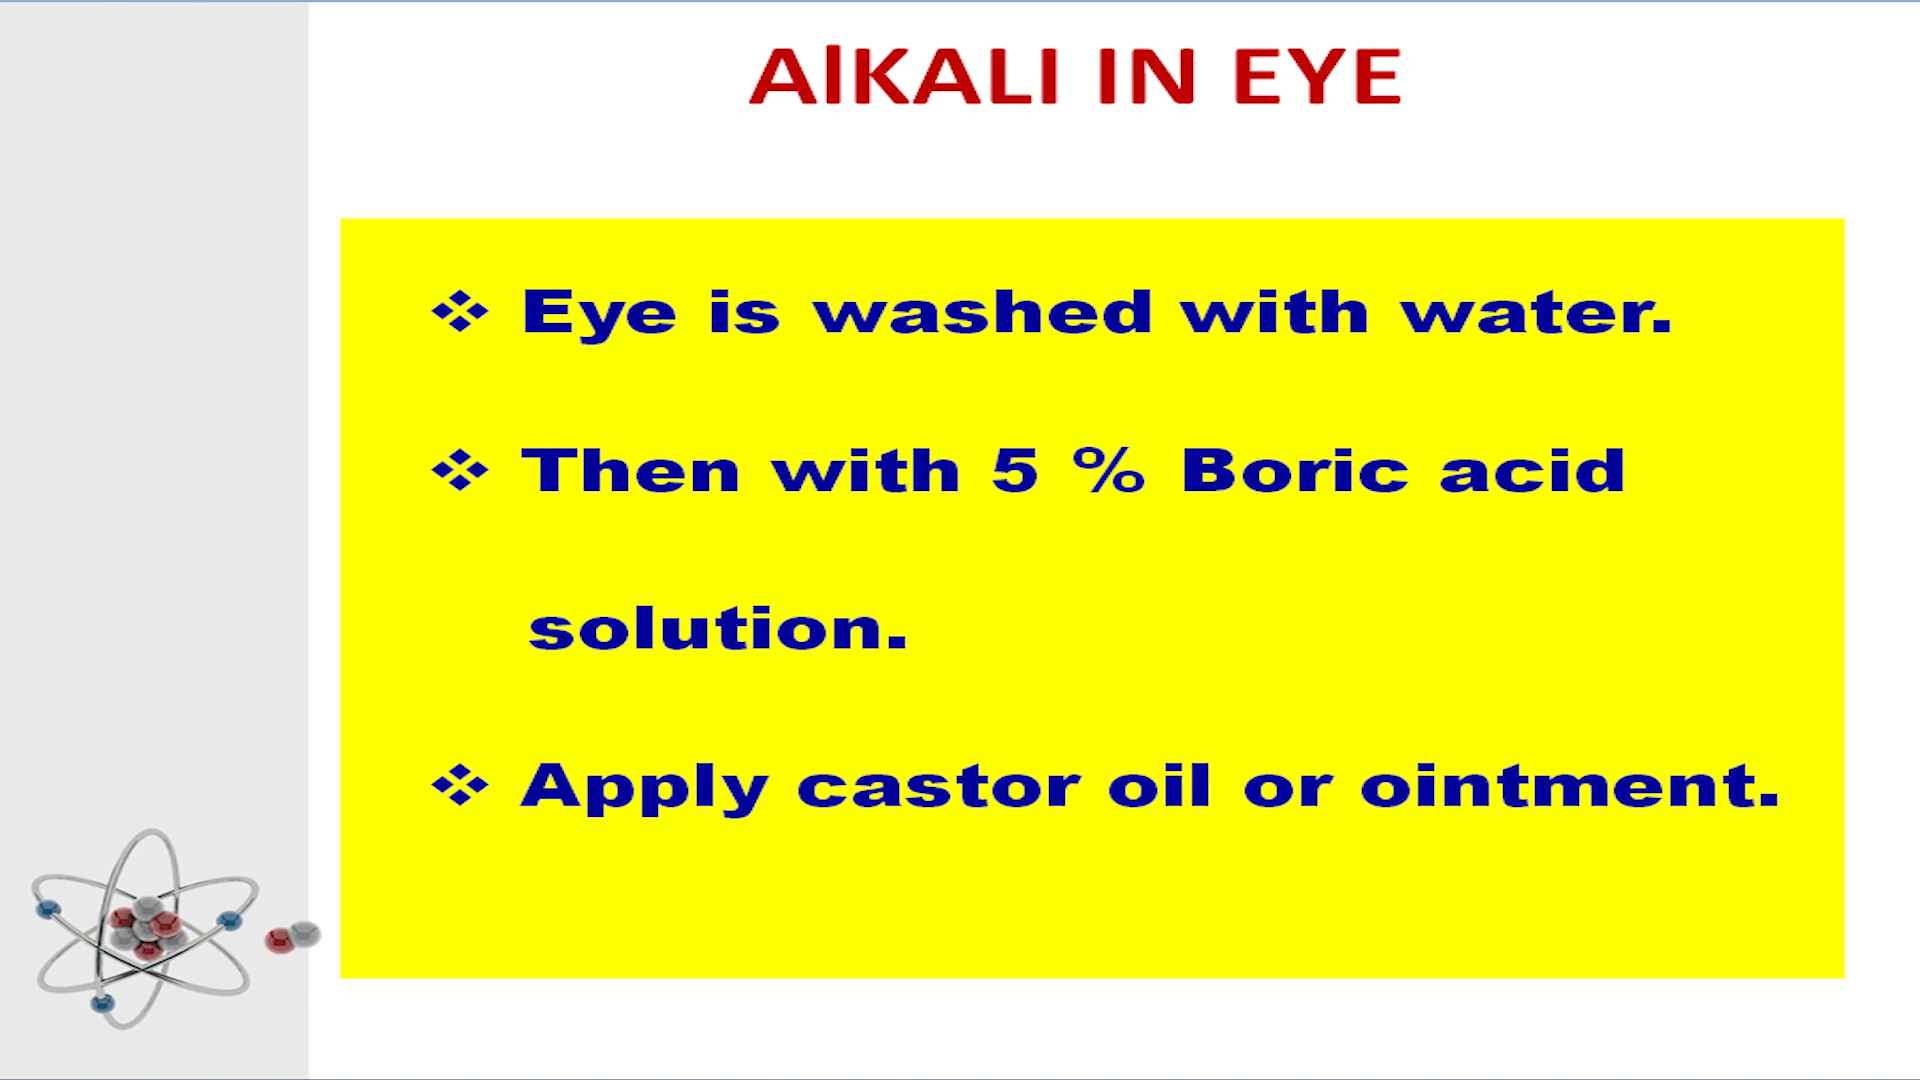 AlKALI IN EYE
❖ Eye is washed with water.
❖ Then with 5 % Boric acid
solution.
❖ Apply castor oil or ointment.